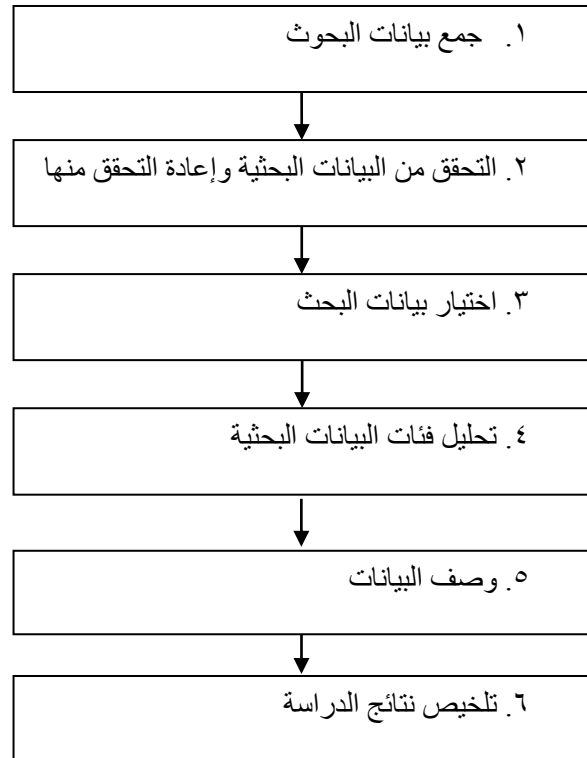 ١. جمع بيانات البحوث
٢. التحقق من البيانات البحثية وإعادة التحقق منها
٣. اختيار بيانات البحث
٤. تحليل فئات البيانات البحثية
٥. وصف البيانات
٦. تلخيص نتائج الدراسة